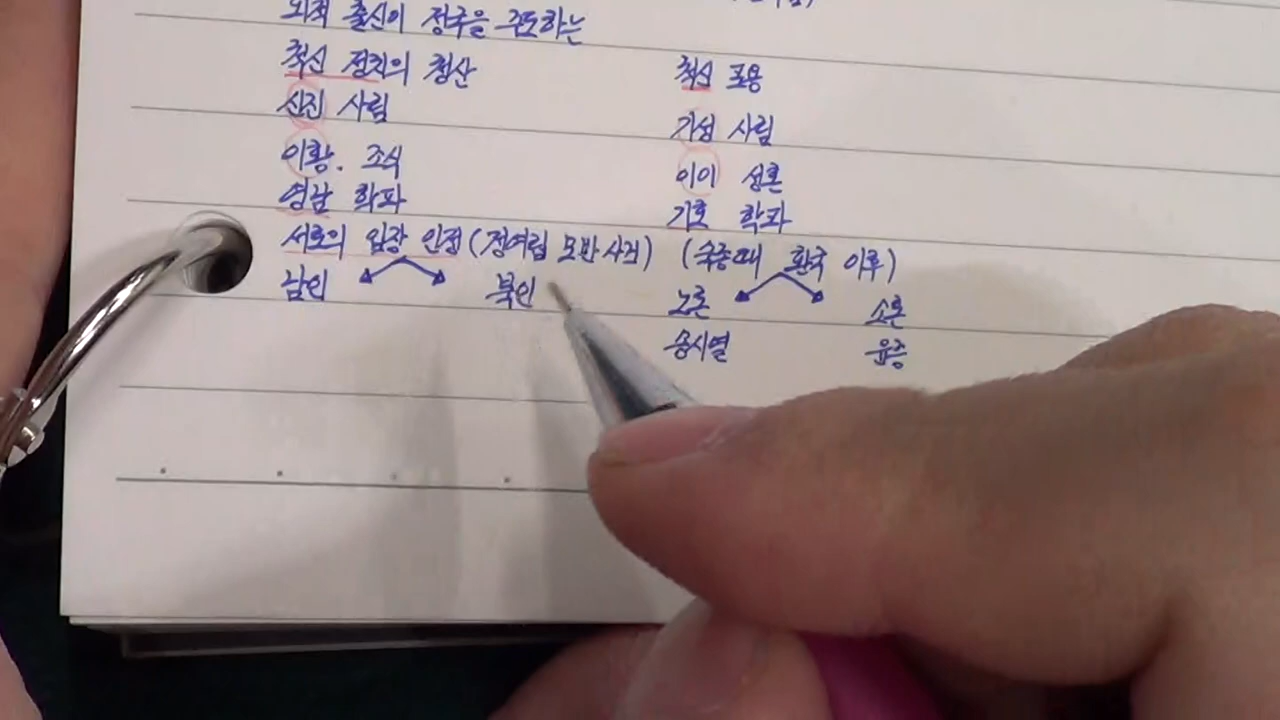 외척 출신이 정국을 주도하는
척신 정치의 청산
척신 포용
신진 사림
기성 사림
이황. 조식
이이 성혼
영남 학파
기호 학파
서로의 입장 인정 (정여립 모반 사건)
(숙종때 환국 이후)
남인
북인
노론
소론
송시열
윤증